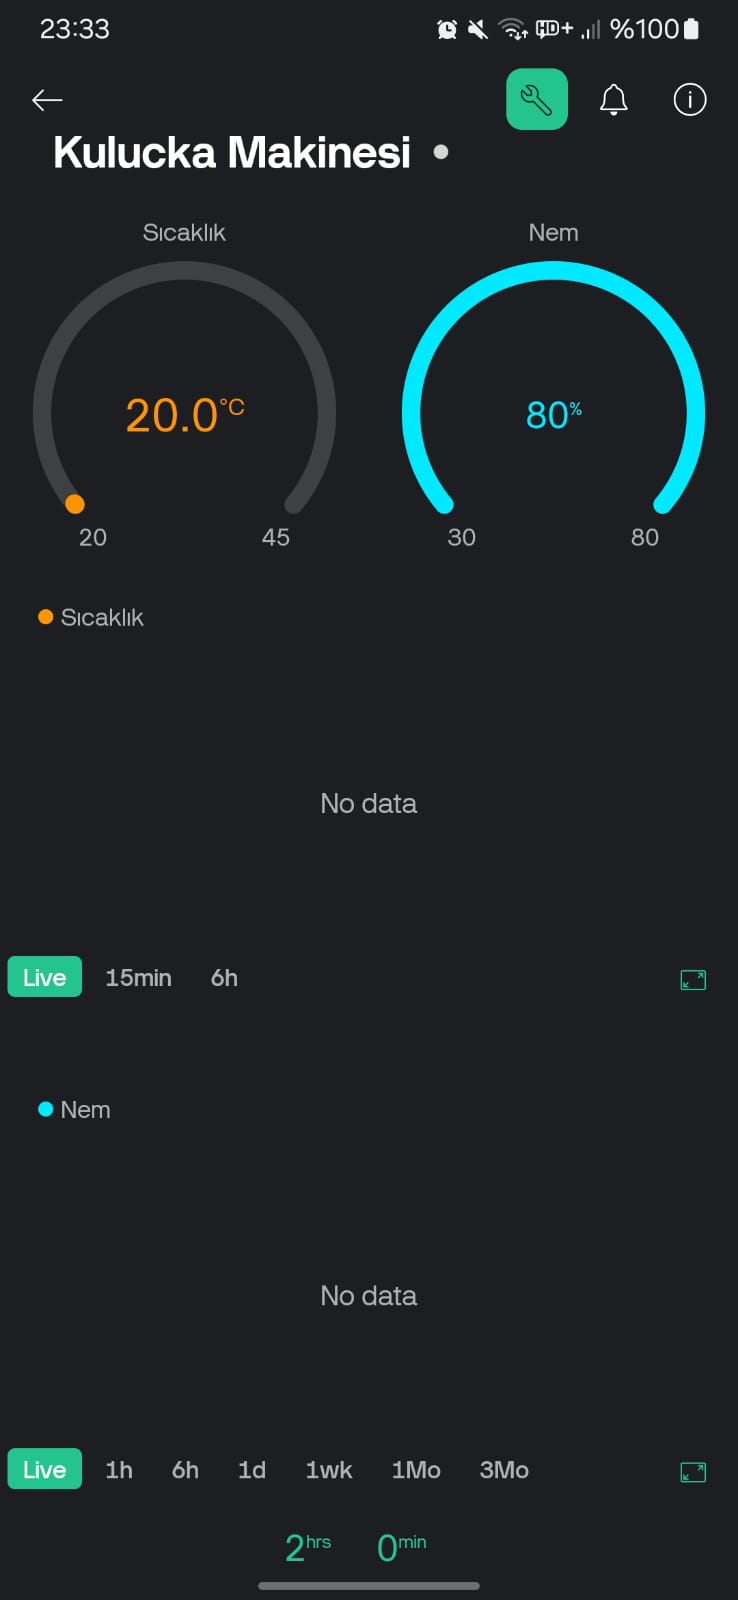 23:33 HD+ %100
Kulucka Makinesi
Sıcaklık Nem
20.0°C 80%
20 45 30 80
Sıcaklık
No data
Live 15min 6h
Nem
No data
Live 1h 6h 1d 1wk 1Mo 3Mo
2hrs 0min